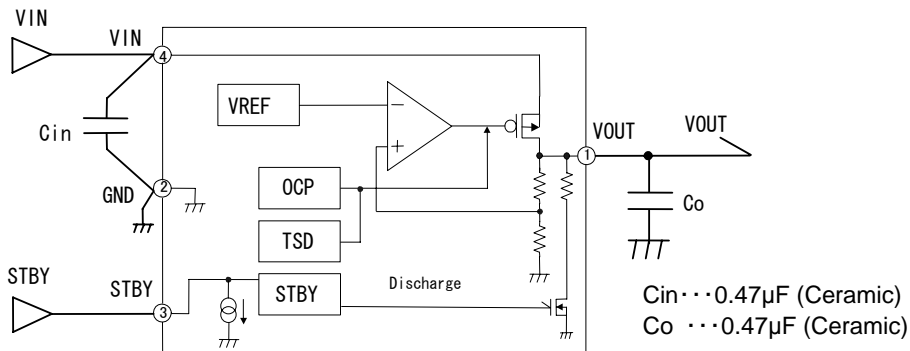 VIN
VIN
4
VREF
−
+
Cin
VOUT
1
VOUT
GND
2
OCP
Co
TSD
STBY
STBY
3
STBY
Discharge
Cin･･･0.47µF (Ceramic)
Co ･･･0.47µF (Ceramic)